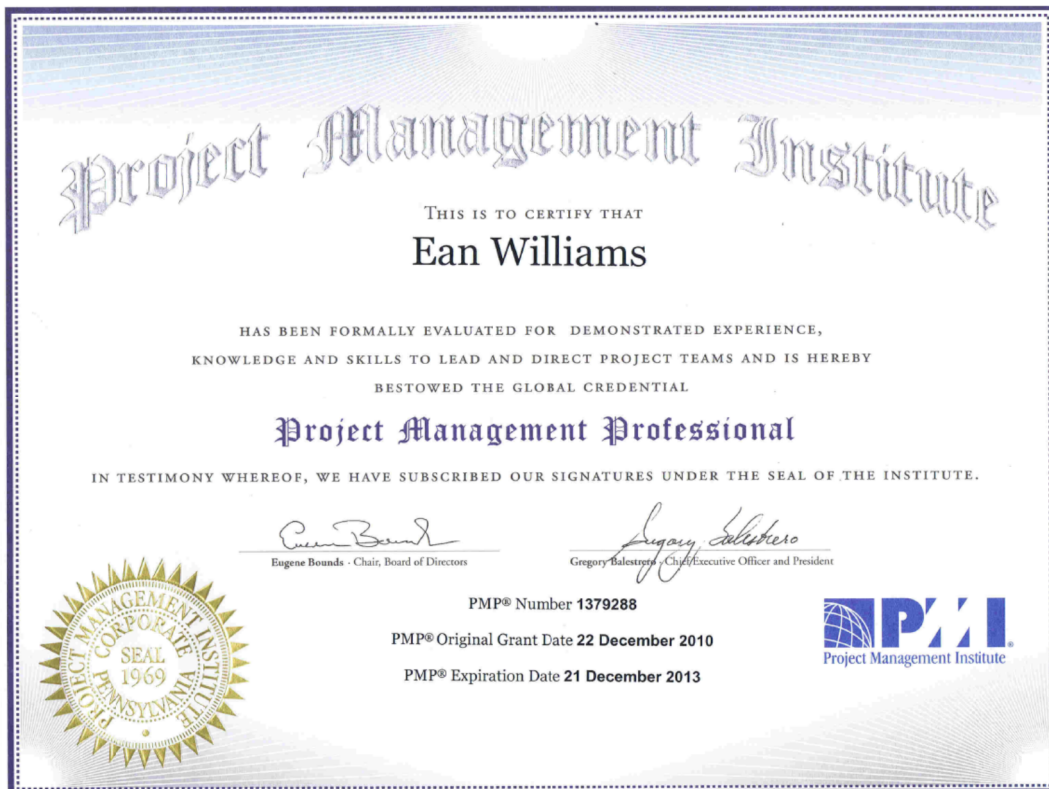 Project Management Institute
THIS IS TO CERTIFY THAT
Ean Williams
HAS BEEN FORMALLY EVALUATED FOR DEMONSTRATED EXPERIENCE,
KNOWLEDGE AND SKILLS TO LEAD AND DIRECT PROJECT TEAMS AND IS HEREBY
BESTOWED THE GLOBAL CREDENTIAL
Project Management Professional
IN TESTIMONY WHEREOF, WE HAVE SUBSCRIBED OUR SIGNATURES UNDER THE SEAL OF THE INSTITUTE.
Eugene Bounds
Gregory Balestrero
Eugene Bounds · Chair, Board of Directors
Gregory Balestrero · Chief Executive Officer and President
PMP® Number 1379288
PMP® Original Grant Date 22 December 2010
PMP® Expiration Date 21 December 2013
PROJECT MANAGEMENT INSTITUTE
CORPORATE
SEAL
1969
PENNSYLVANIA
PMI®
Project Management Institute